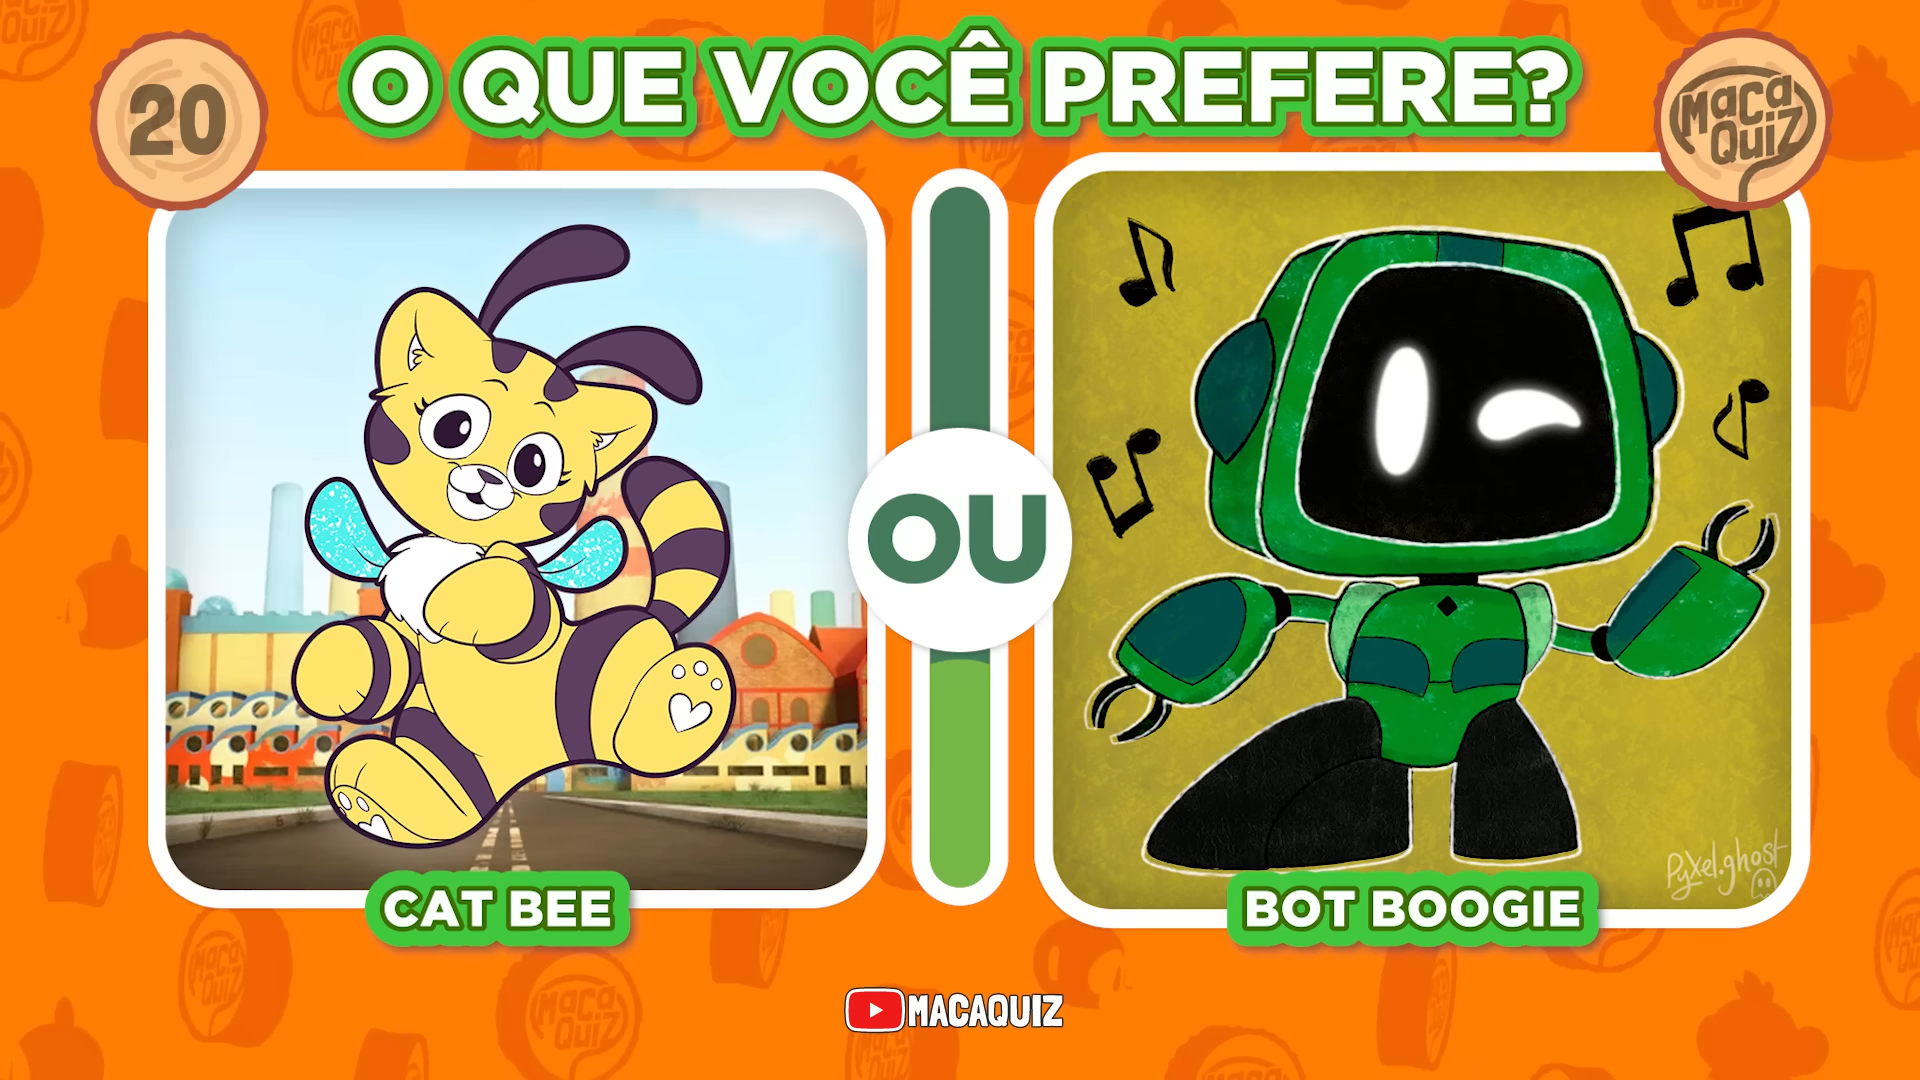 20
O QUE VOCÊ PREFERE?
MaCa
QuiZ
OU
Pyxel.ghost
CAT BEE
BOT BOOGIE
MACAQUIZ